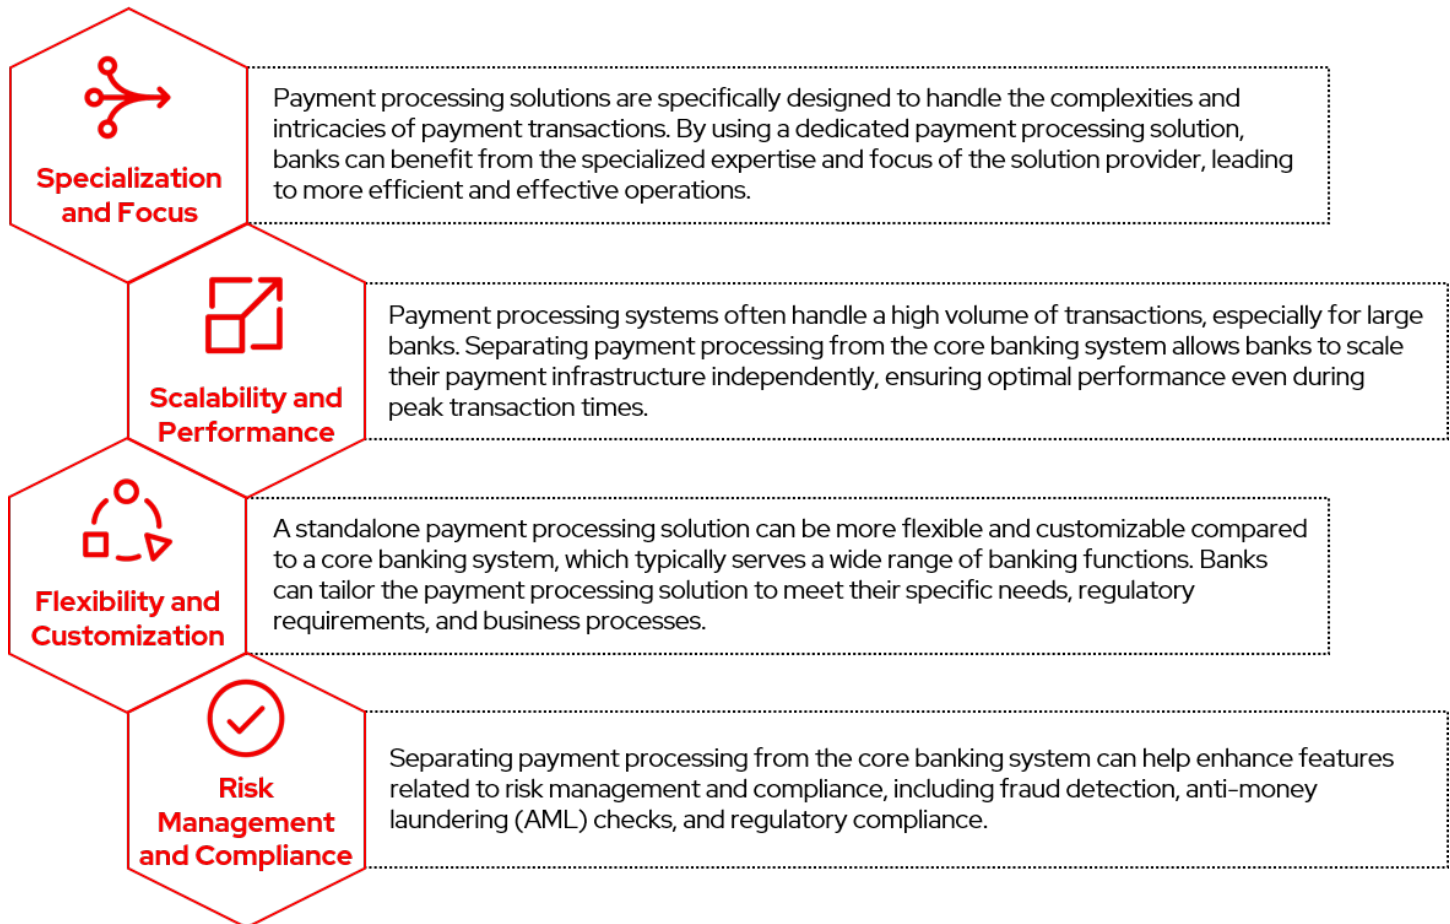 Specialization
and Focus
Payment processing solutions are specifically designed to handle the complexities and
intricacies of payment transactions. By using a dedicated payment processing solution,
banks can benefit from the specialized expertise and focus of the solution provider, leading
to more efficient and effective operations.
Scalability and
Performance
Payment processing systems often handle a high volume of transactions, especially for large
banks. Separating payment processing from the core banking system allows banks to scale
their payment infrastructure independently, ensuring optimal performance even during
peak transaction times.
Flexibility and
Customization
A standalone payment processing solution can be more flexible and customizable compared
to a core banking system, which typically serves a wide range of banking functions. Banks
can tailor the payment processing solution to meet their specific needs, regulatory
requirements, and business processes.
Risk
Management
and Compliance
Separating payment processing from the core banking system can help enhance features
related to risk management and compliance, including fraud detection, anti-money
laundering (AML) checks, and regulatory compliance.